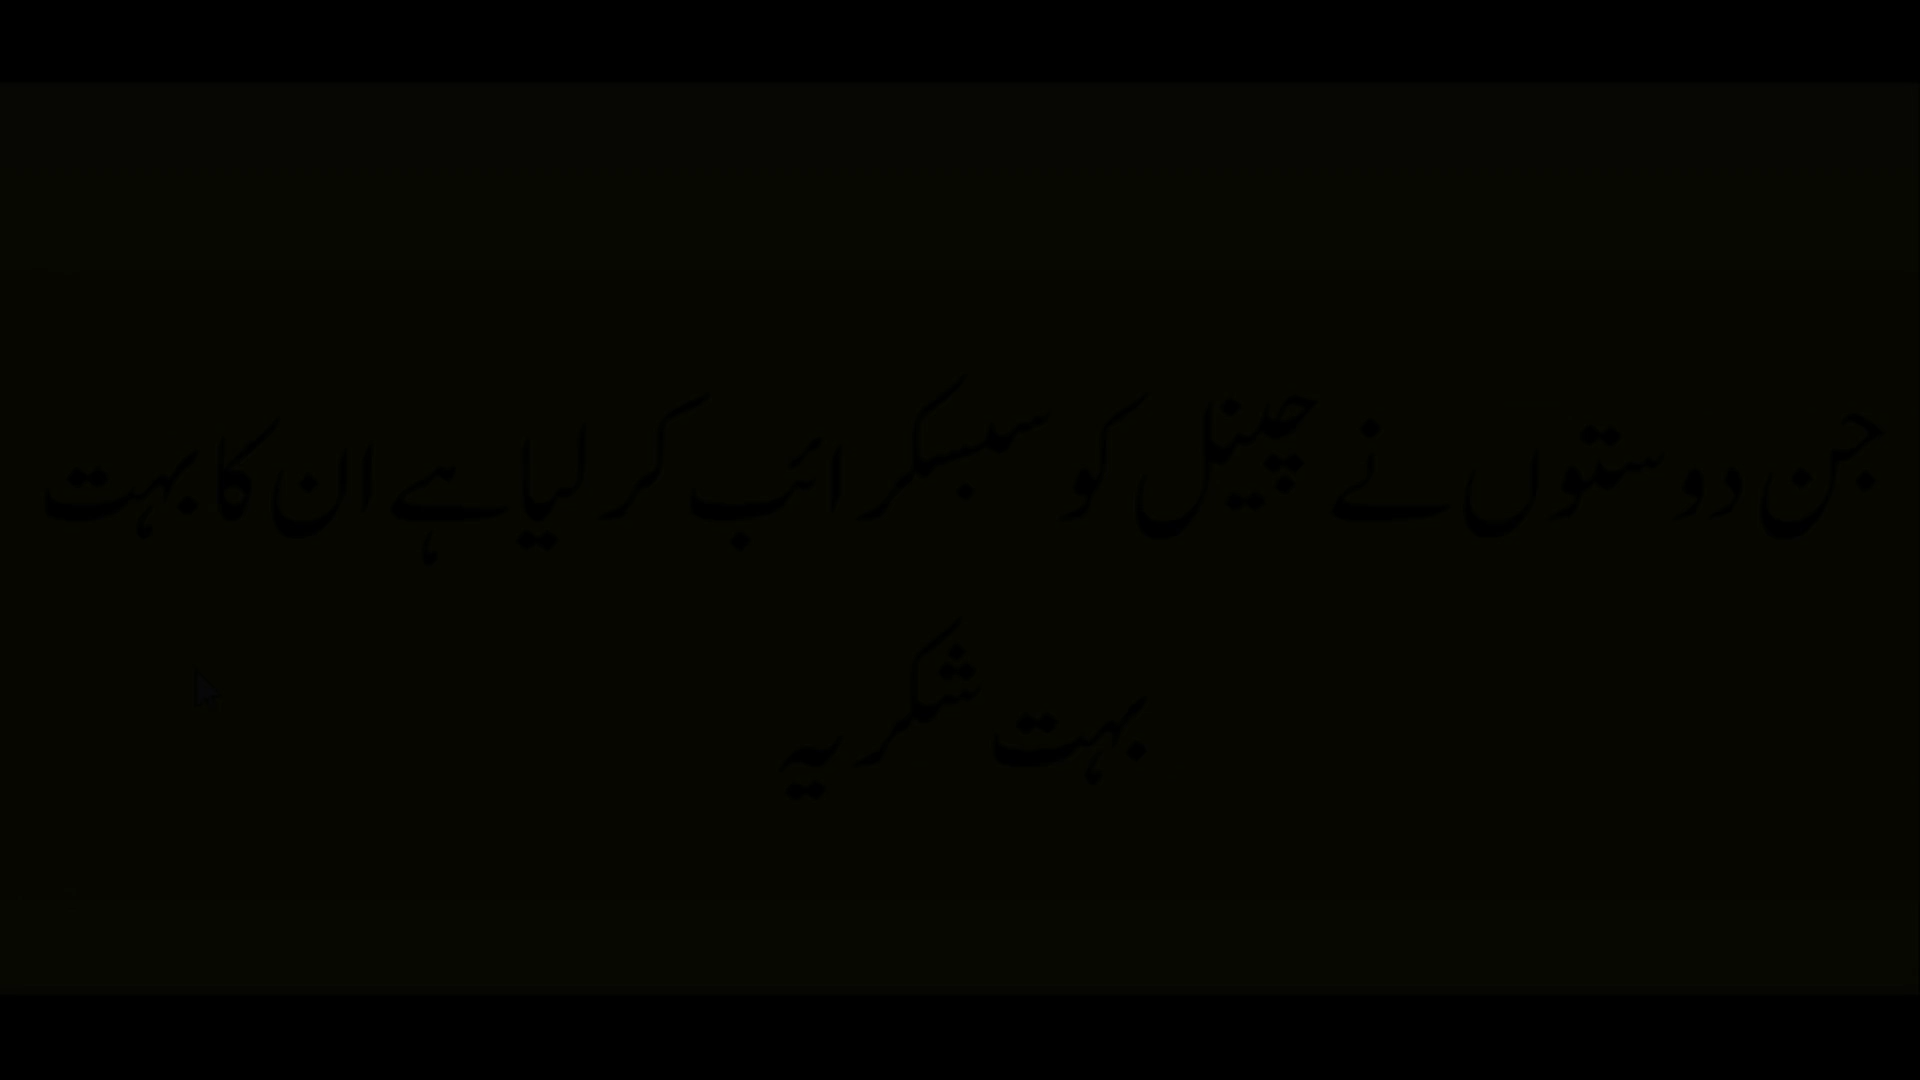 جن دوستوں نے چینل کو سبسکرائب کر لیا ہے ان کا بہت
بہت شکریہ